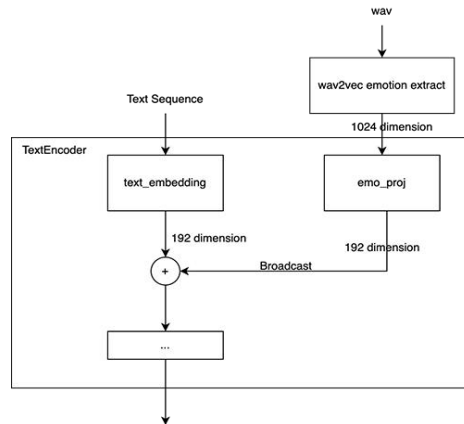 wav
wav2vec emotion extract
Text Sequence
1024 dimension
TextEncoder
text_embedding
emo_proj
192 dimension
192 dimension
Broadcast
+
...